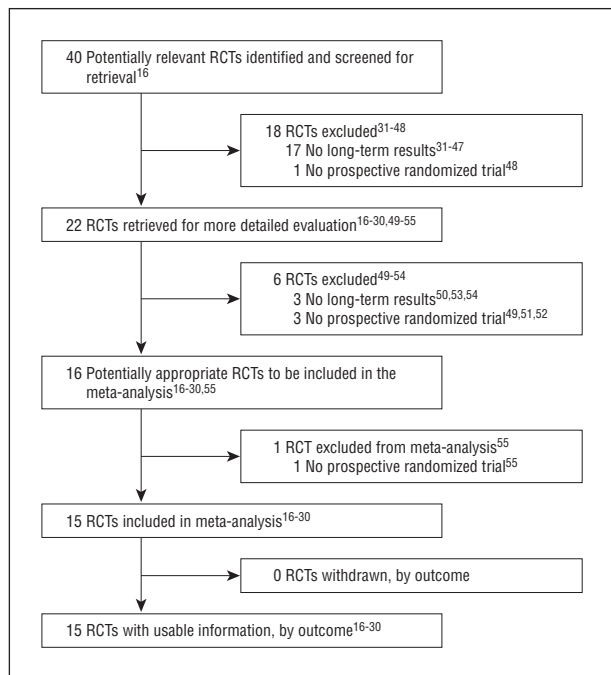 40 Potentially relevant RCTs identified and screened for
retrieval16
18 RCTs excluded31-48
17 No long-term results31-47
1 No prospective randomized trial48
22 RCTs retrieved for more detailed evaluation16-30,49-55
6 RCTs excluded49-54
3 No long-term results50,53,54
3 No prospective randomized trial49,51,52
16 Potentially appropriate RCTs to be included in the
meta-analysis16-30,55
1 RCT excluded from meta-analysis55
1 No prospective randomized trial55
15 RCTs included in meta-analysis16-30
0 RCTs withdrawn, by outcome
15 RCTs with usable information, by outcome16-30